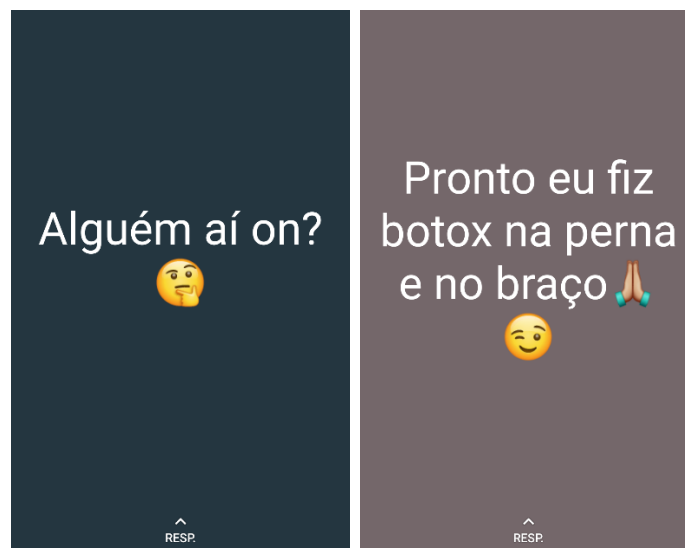 Alguém aí on?
🤔
RESP.
Pronto eu fiz
botox na perna
e no braço🙏🏽
😉
RESP.